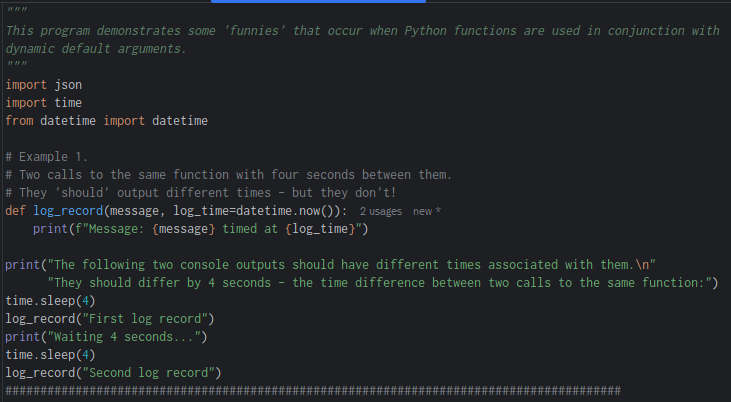 """
This program demonstrates some 'funnies' that occur when Python functions are used in conjunction with
dynamic default arguments.
"""
import json
import time
from datetime import datetime

# Example 1.
# Two calls to the same function with four seconds between them.
# They 'should' output different times – but they don't!
def log_record(message, log_time=datetime.now()):  2 usages  new *
    print(f"Message: {message} timed at {log_time}")

print("The following two console outputs should have different times associated with them.\n"
      "They should differ by 4 seconds – the time difference between two calls to the same function:")
time.sleep(4)
log_record("First log record")
print("Waiting 4 seconds...")
time.sleep(4)
log_record("Second log record")
########################################################################################